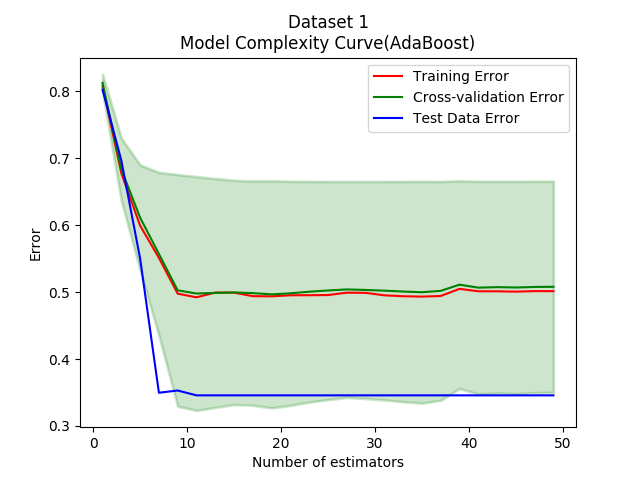 Dataset 1
Model Complexity Curve(AdaBoost)
Training Error
Cross-validation Error
Test Data Error
Error
0.8
0.7
0.6
0.5
0.4
0.3
0 10 20 30 40 50
Number of estimators